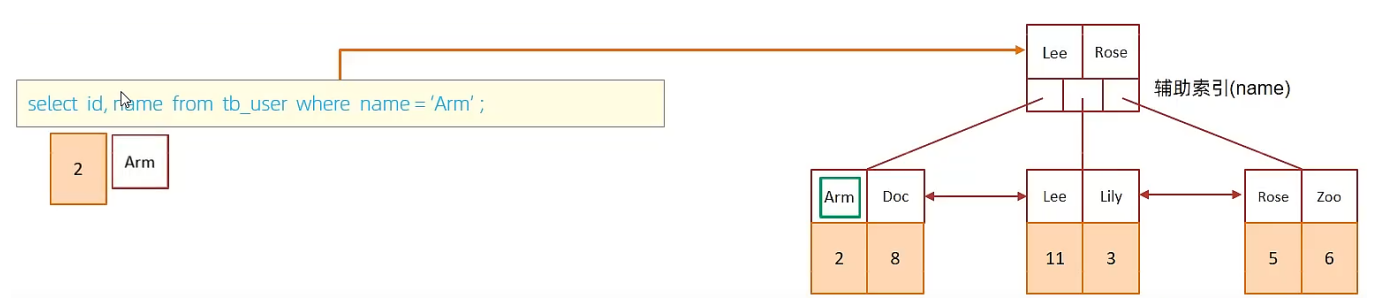 Lee Rose
辅助索引(name)
select id, name from tb_user where name = ‘Arm’ ;
2 Arm
Arm Doc Lee Lily Rose Zoo
2 8 11 3 5 6